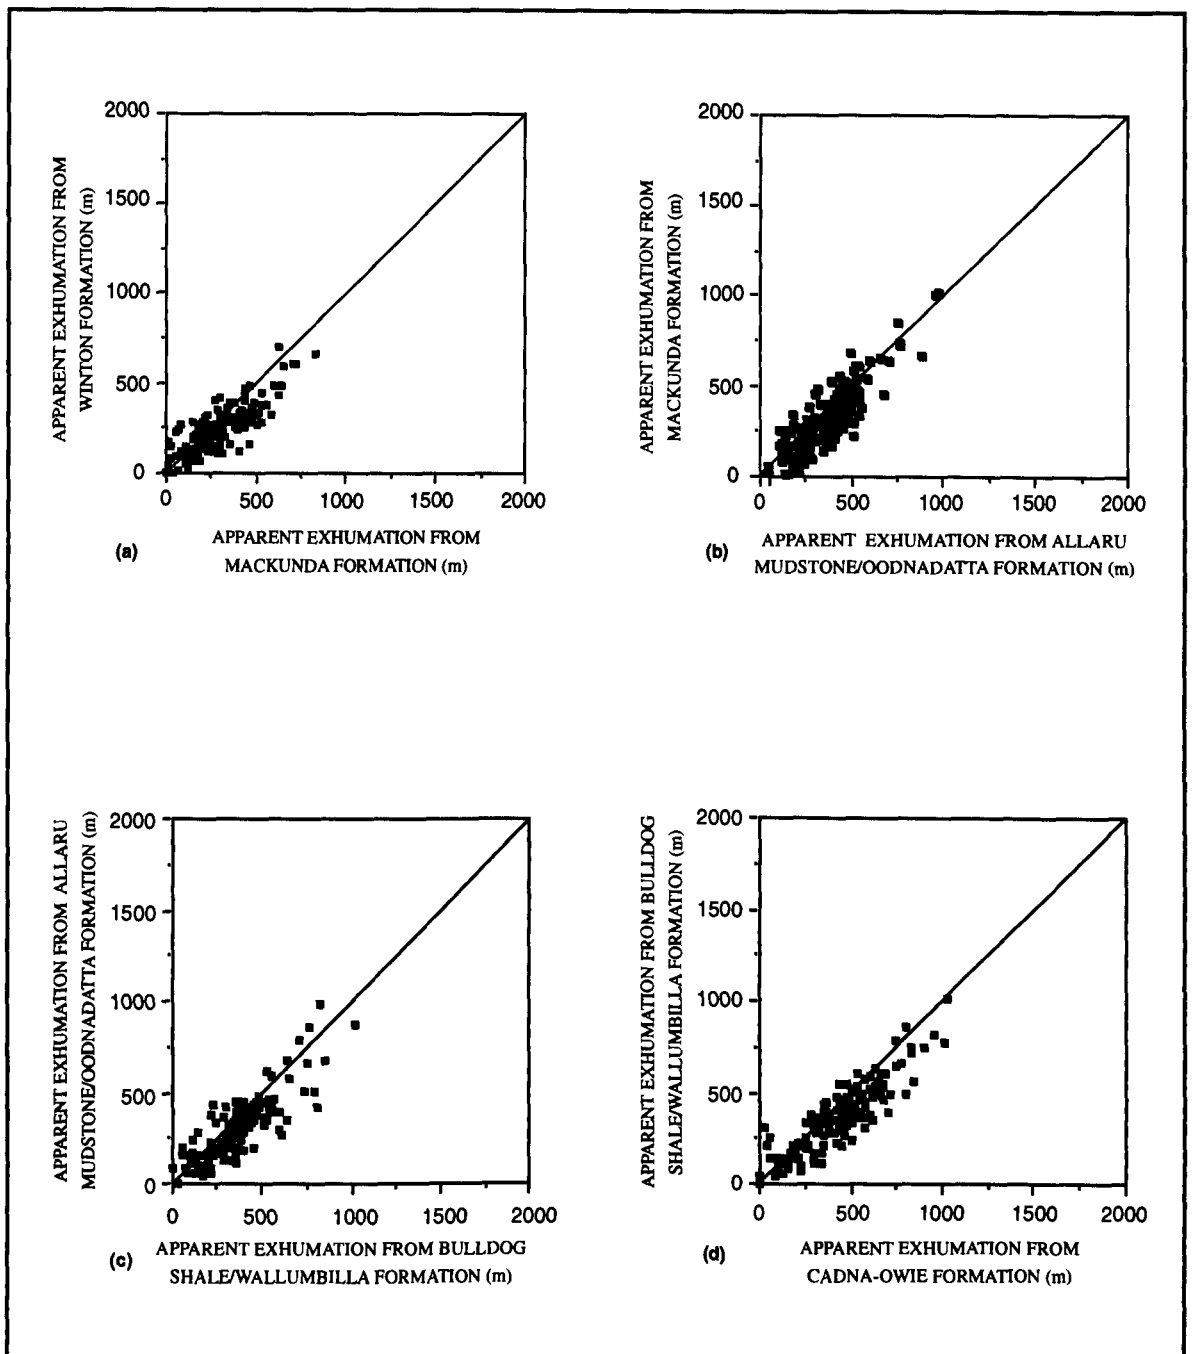 2000
1500
1000
500
0
APPARENT EXHUMATION FROM
WINTON FORMATION (m)
0 500 1000 1500 2000
(a)
APPARENT EXHUMATION FROM
MACKUNDA FORMATION (m)
2000
1500
1000
500
0
APPARENT EXHUMATION FROM
MACKUNDA FORMATION (m)
0 500 1000 1500 2000
(b)
APPARENT EXHUMATION FROM ALLARU
MUDSTONE/OODNADATTA FORMATION (m)
2000
1500
1000
500
0
APPARENT EXHUMATION FROM ALLARU
MUDSTONE/OODNADATTA FORMATION (m)
0 500 1000 1500 2000
(c)
APPARENT EXHUMATION FROM BULLDOG
SHALE/WALLUMBILLA FORMATION (m)
2000
1500
1000
500
0
APPARENT EXHUMATION FROM BULLDOG
SHALE/WALLUMBILLA FORMATION (m)
0 500 1000 1500 2000
(d)
APPARENT EXHUMATION FROM
CADNA-OWIE FORMATION (m)